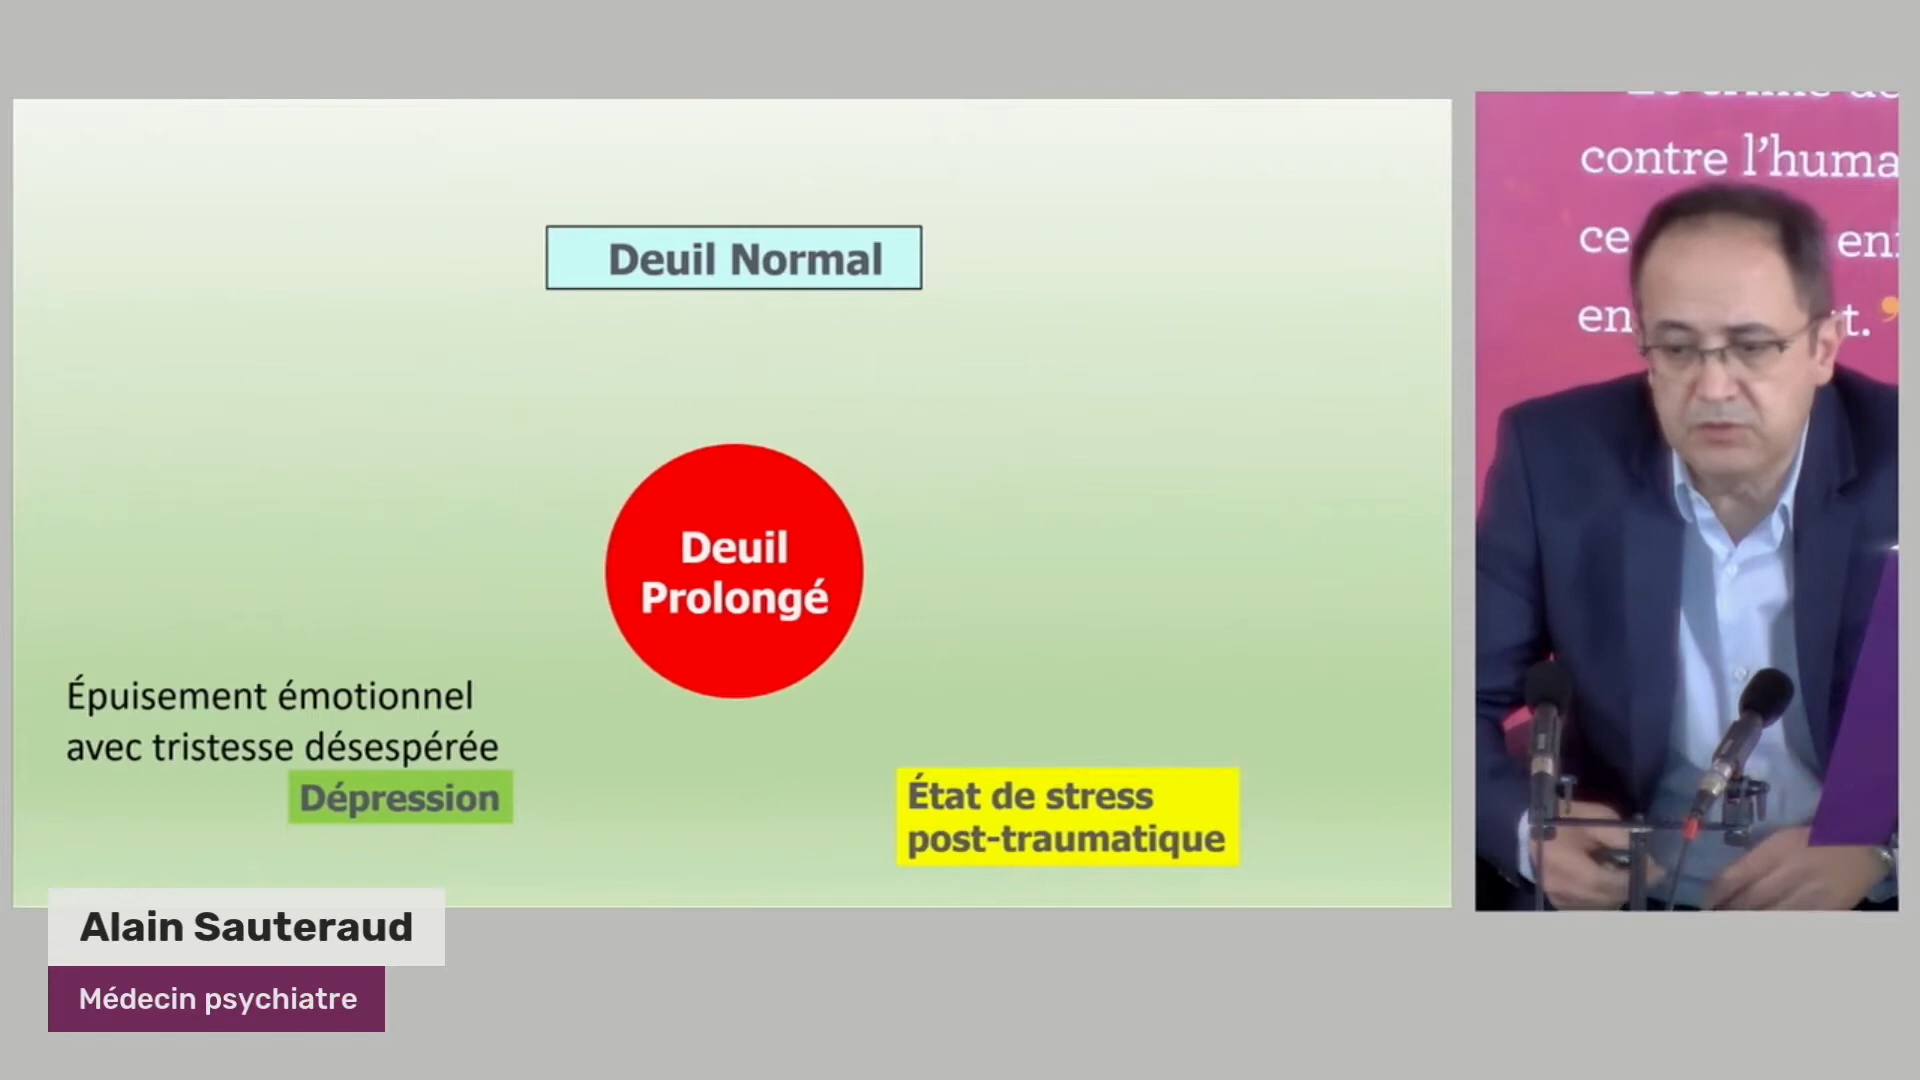 Deuil Normal
Deuil
Prolongé
Épuisement émotionnel
avec tristesse désespérée
Dépression
État de stress
post-traumatique
Alain Sauteraud
Médecin psychiatre
contre l’huma
ce
en
t.